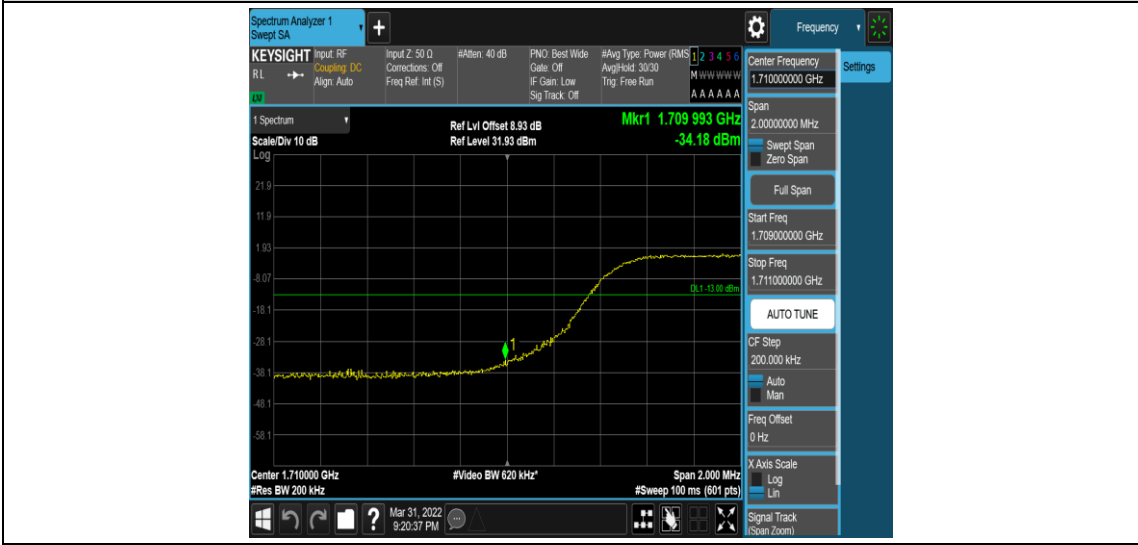 Spectrum Analyzer 1
Swept SA
+
Frequency
KEYSIGHT
RL
LNI
Input: RF
Coupling: DC
Align: Auto
Input Z: 50 Ω
Corrections: Off
Freq Ref: Int (S)
#Atten: 40 dB
PNO: Best Wide
Gate: Off
IF Gain: Low
Sig Track: Off
#Avg Type: Power (RMS
Avg|Hold: 30/30
Trig: Free Run
1 2 3 4 5 6
M W W W W W
A A A A A A
1 Spectrum
Scale/Div 10 dB
Log
Ref Lvl Offset 8.93 dB
Ref Level 31.93 dBm
Mkr1 1.709 993 GHz
-34.18 dBm
21.9
11.9
1.93
-8.07
DL1 -13.00 dBm
-18.1
-28.1
1
-38.1
-48.1
-58.1
Center 1.710000 GHz
#Video BW 620 kHz*
Span 2.000 MHz
#Res BW 200 kHz
#Sweep 100 ms (601 pts)
?
Mar 31, 2022
9:20:37 PM
Center Frequency
1.710000000 GHz
Settings
Span
2.00000000 MHz
Swept Span
Zero Span
Full Span
Start Freq
1.709000000 GHz
Stop Freq
1.711000000 GHz
AUTO TUNE
CF Step
200.000 kHz
Auto
Man
Freq Offset
0 Hz
X Axis Scale
Log
Lin
Signal Track
(Span Zoom)